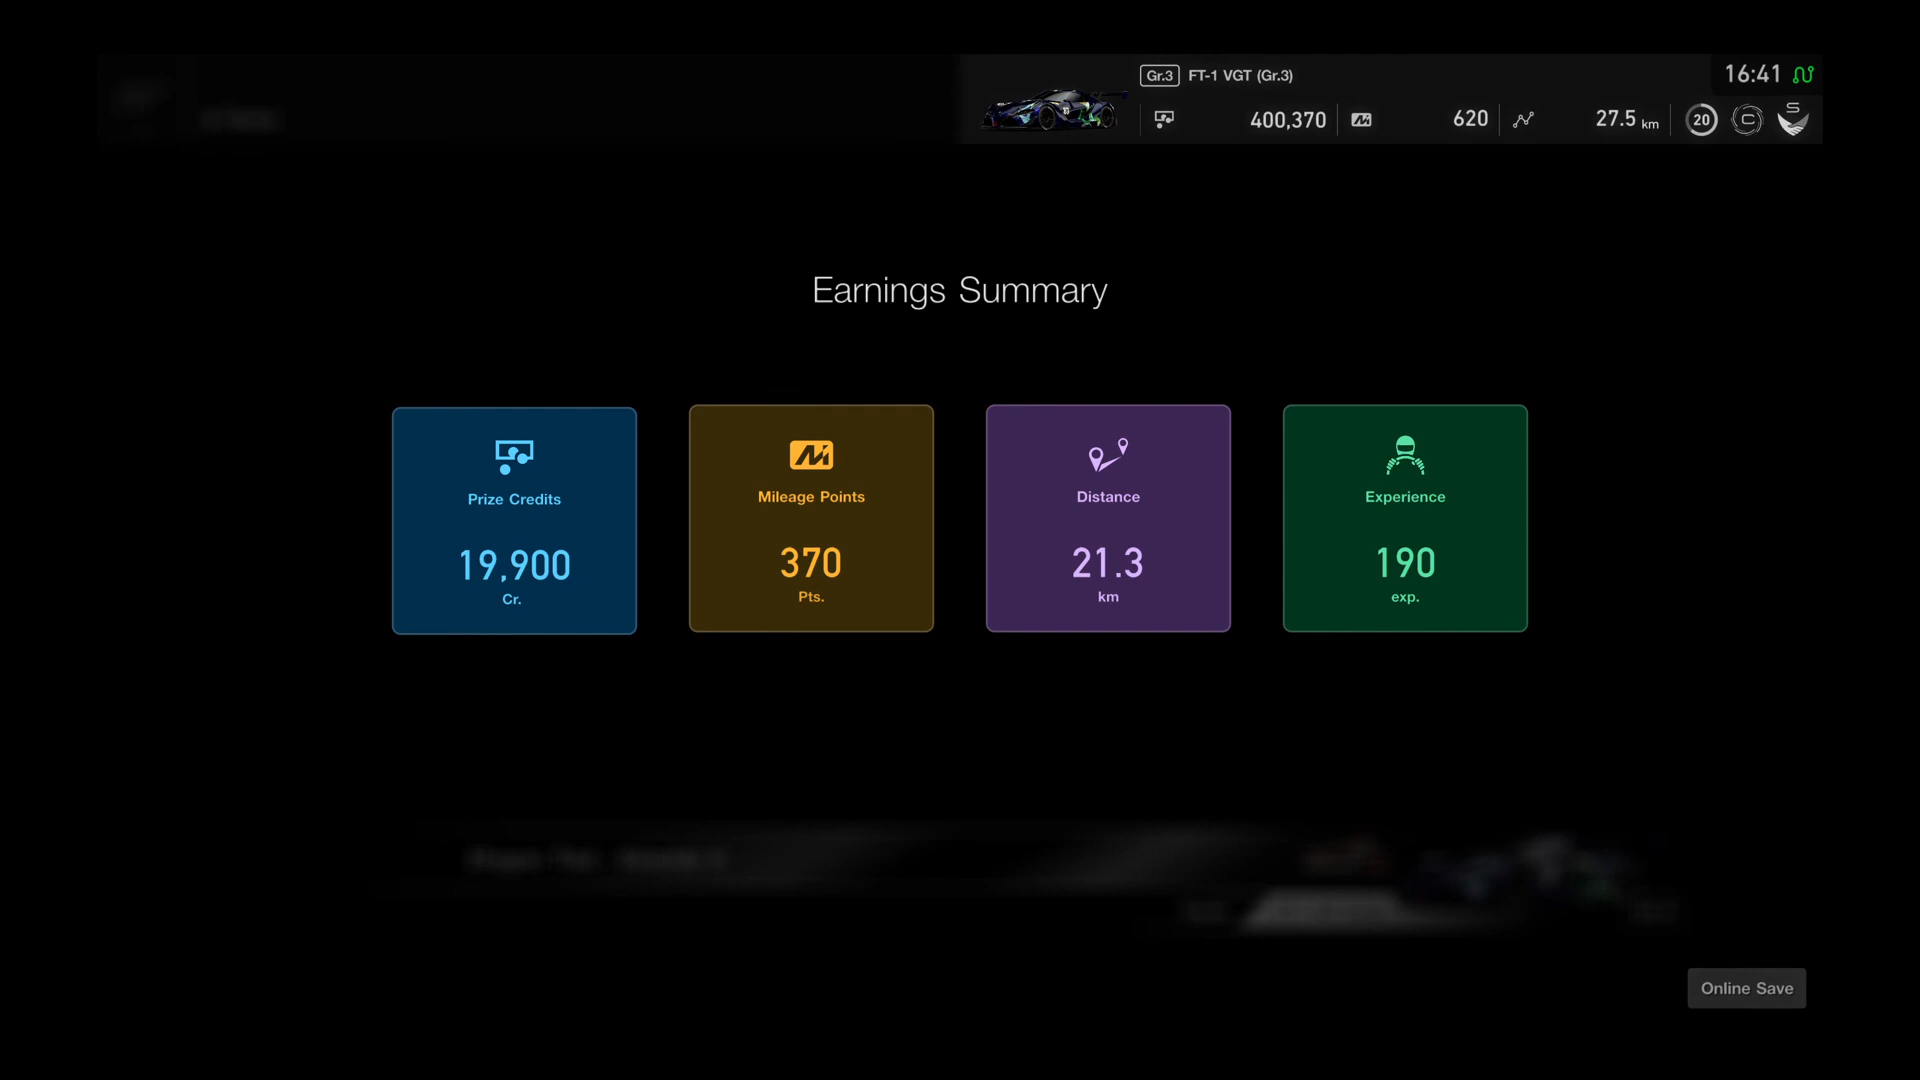 Gr.3 FT-1 VGT (Gr.3)
16:41
400,370
620
27.5 km
20
C
S
Earnings Summary
Prize Credits
19,900
Cr.
Mileage Points
370
Pts.
Distance
21.3
km
Experience
190
exp.
Online Save